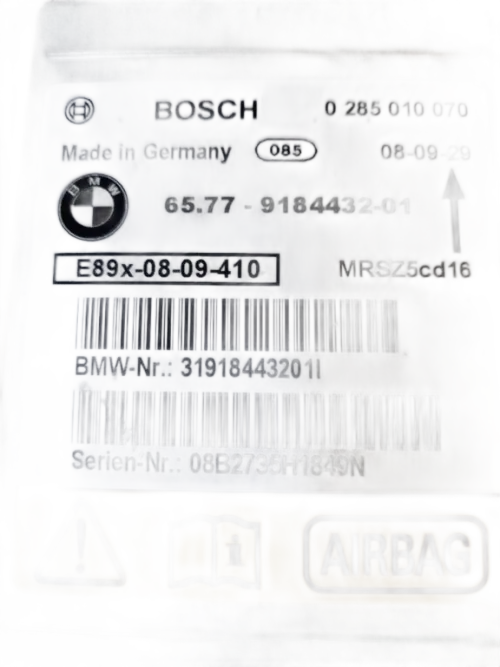 BOSCH 0 285 010 070
Made in Germany 085 08-09-29
BMW 65.77 - 9184432-01
E89x-08-09-410 MRSZ5cd16
BMW-Nr.: 31918443201I
Serien-Nr.:
AIRBAG